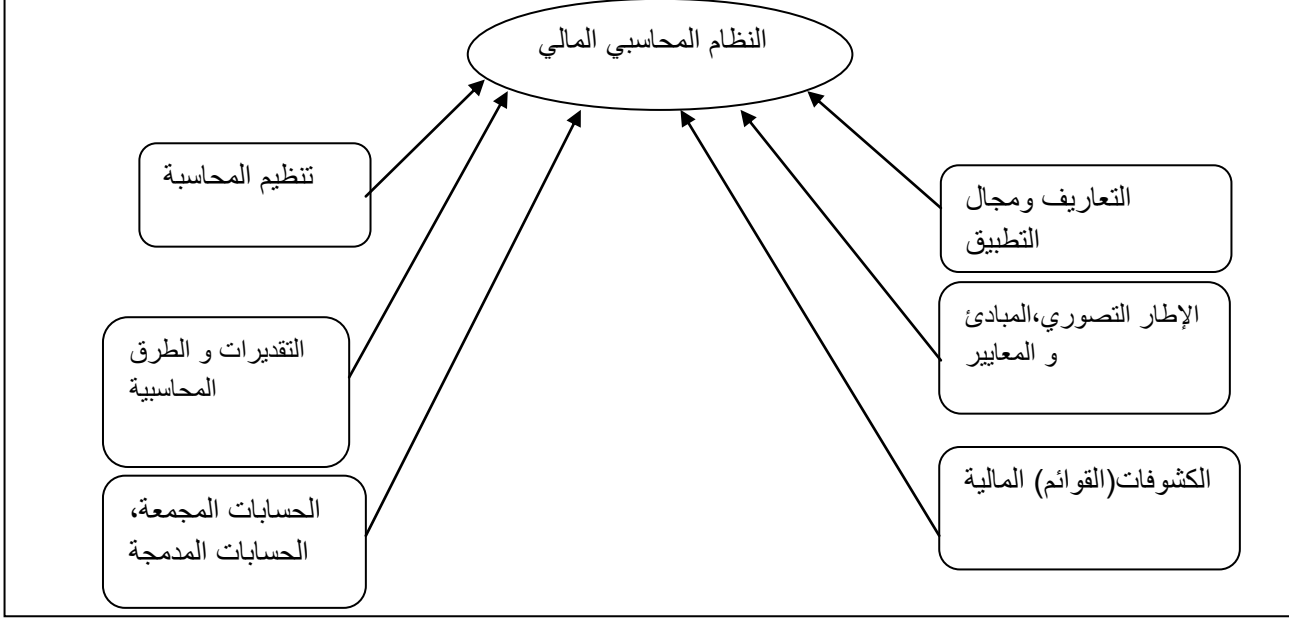 النظام المحاسبي المالي
التعاريف ومجال
التطبيق
تنظيم المحاسبة
الإطار التصوري،المبادئ
و المعايير
التقديرات و الطرق
المحاسبية
الكشوفات(القوائم) المالية
الحسابات المجمعة،
الحسابات المدمجة